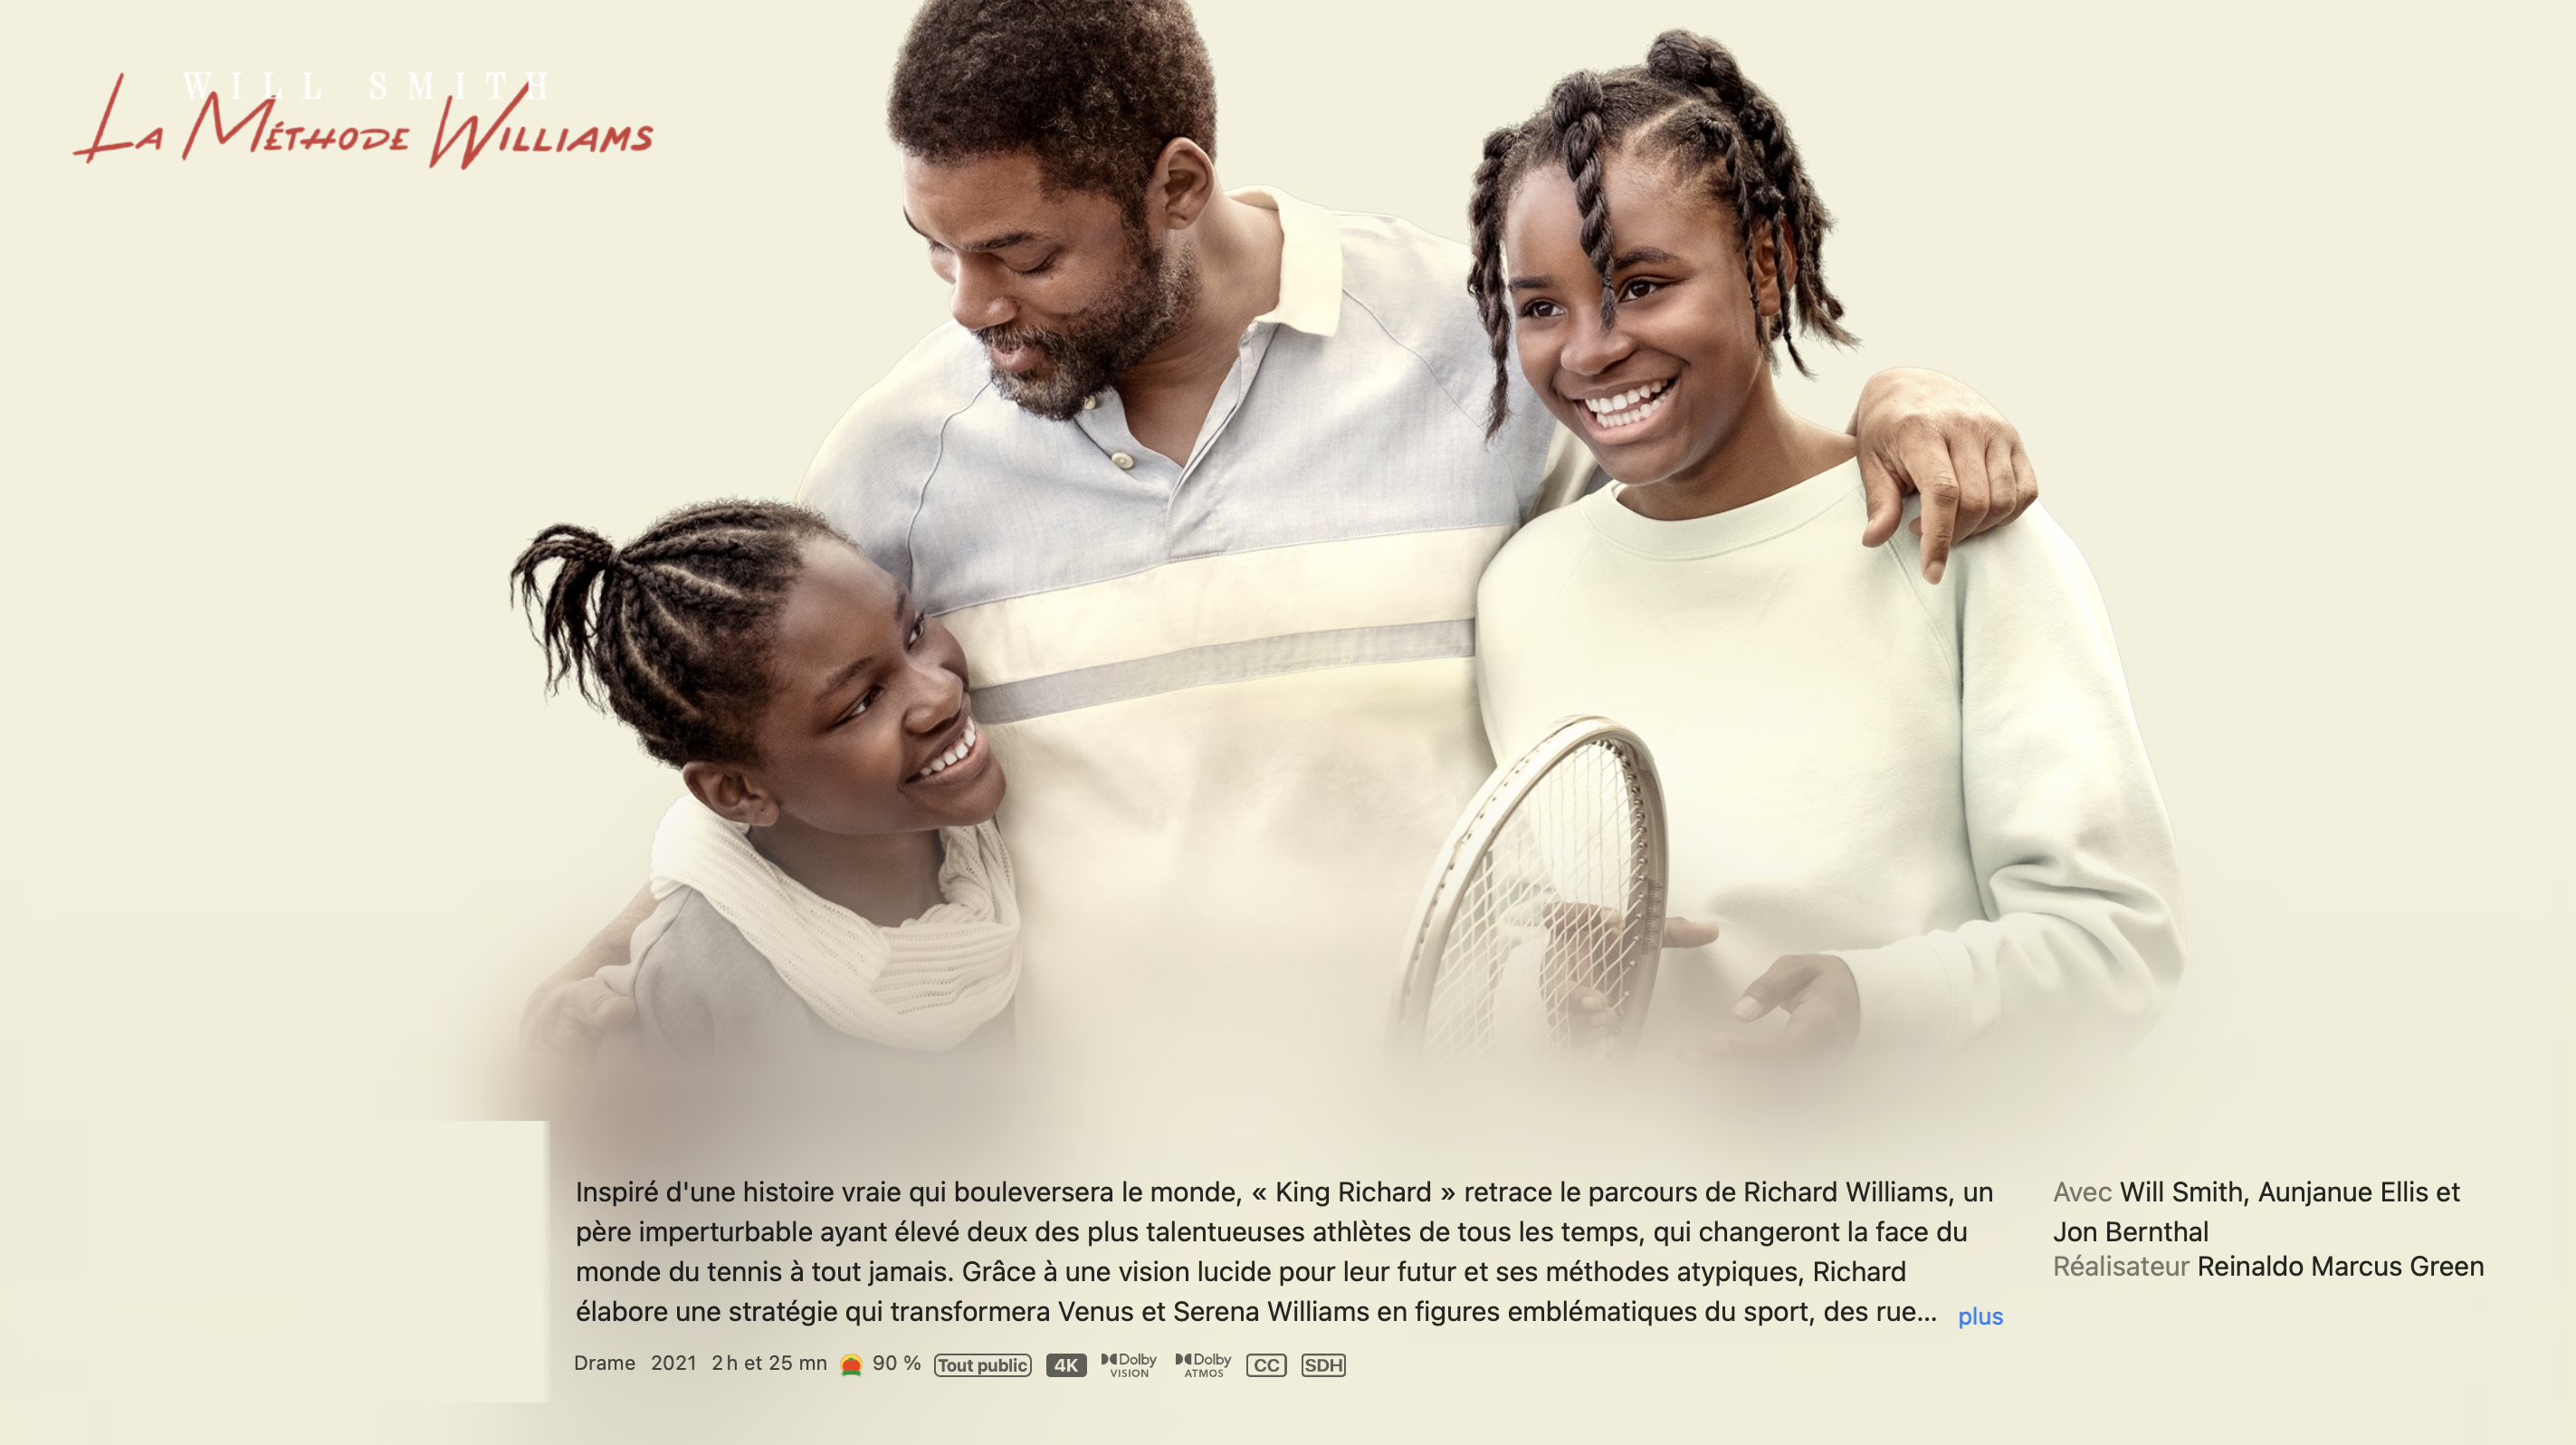 WILL SMITH
LA MÉTHODE WILLIAMS
Inspiré d'une histoire vraie qui bouleversera le monde, « King Richard » retrace le parcours de Richard Williams, un
père imperturbable ayant élevé deux des plus talentueuses athlètes de tous les temps, qui changeront la face du
monde du tennis à tout jamais. Grâce à une vision lucide pour leur futur et ses méthodes atypiques, Richard
élabore une stratégie qui transformera Venus et Serena Williams en figures emblématiques du sport, des rue... plus
Avec Will Smith, Aunjanue Ellis et
Jon Bernthal
Réalisateur Reinaldo Marcus Green
Drame 2021 2 h et 25 mn 90 % Tout public 4K Dolby VISION Dolby ATMOS CC SDH